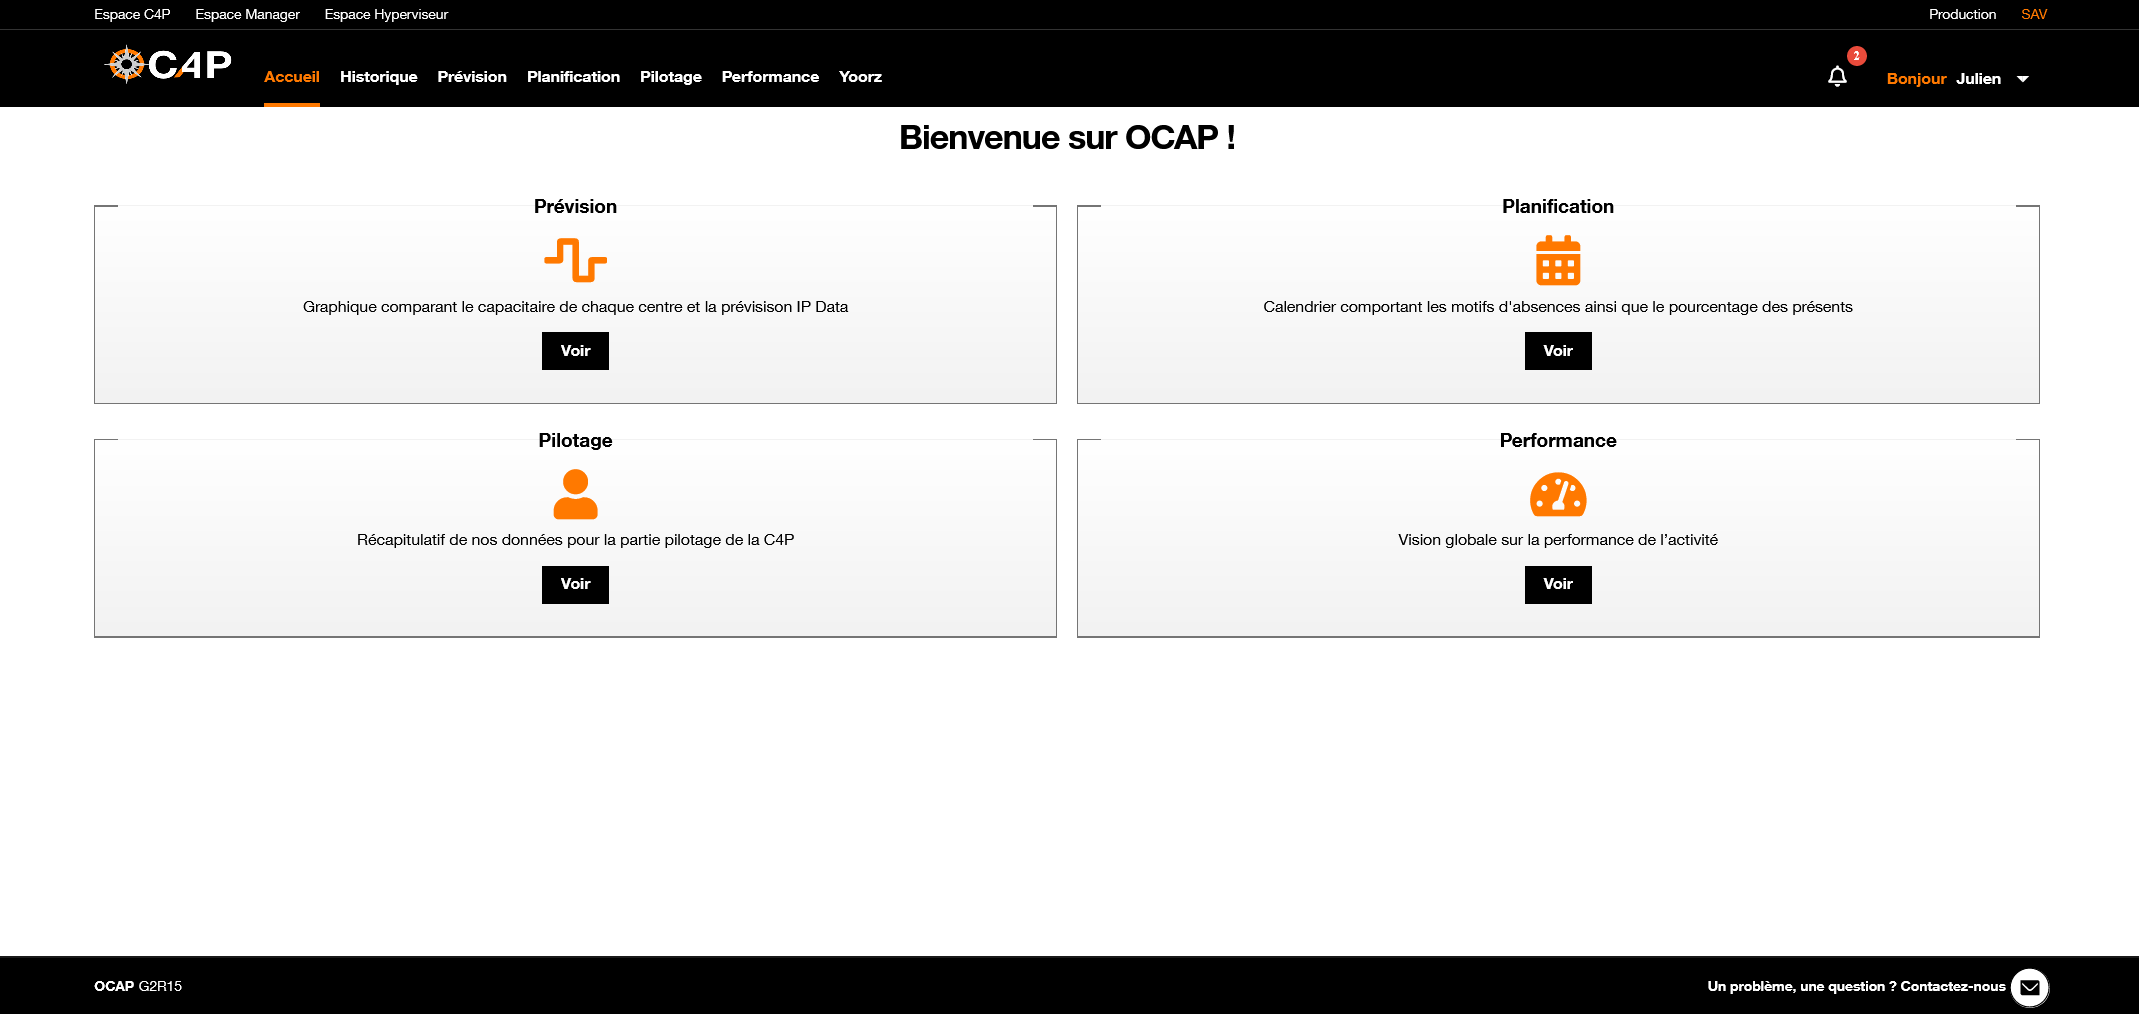 Espace C4P Espace Manager Espace Hyperviseur Production SAV
OCAP Accueil Historique Prévision Planification Pilotage Performance Yoorz 2 Bonjour Julien
Bienvenue sur OCAP !
Prévision
Graphique comparant le capacitaire de chaque centre et la prévisison IP Data
Voir
Planification
Calendrier comportant les motifs d'absences ainsi que le pourcentage des présents
Voir
Pilotage
Récapitulatif de nos données pour la partie pilotage de la C4P
Voir
Performance
Vision globale sur la performance de l’activité
Voir
OCAP G2R15 Un problème, une question ? Contactez-nous